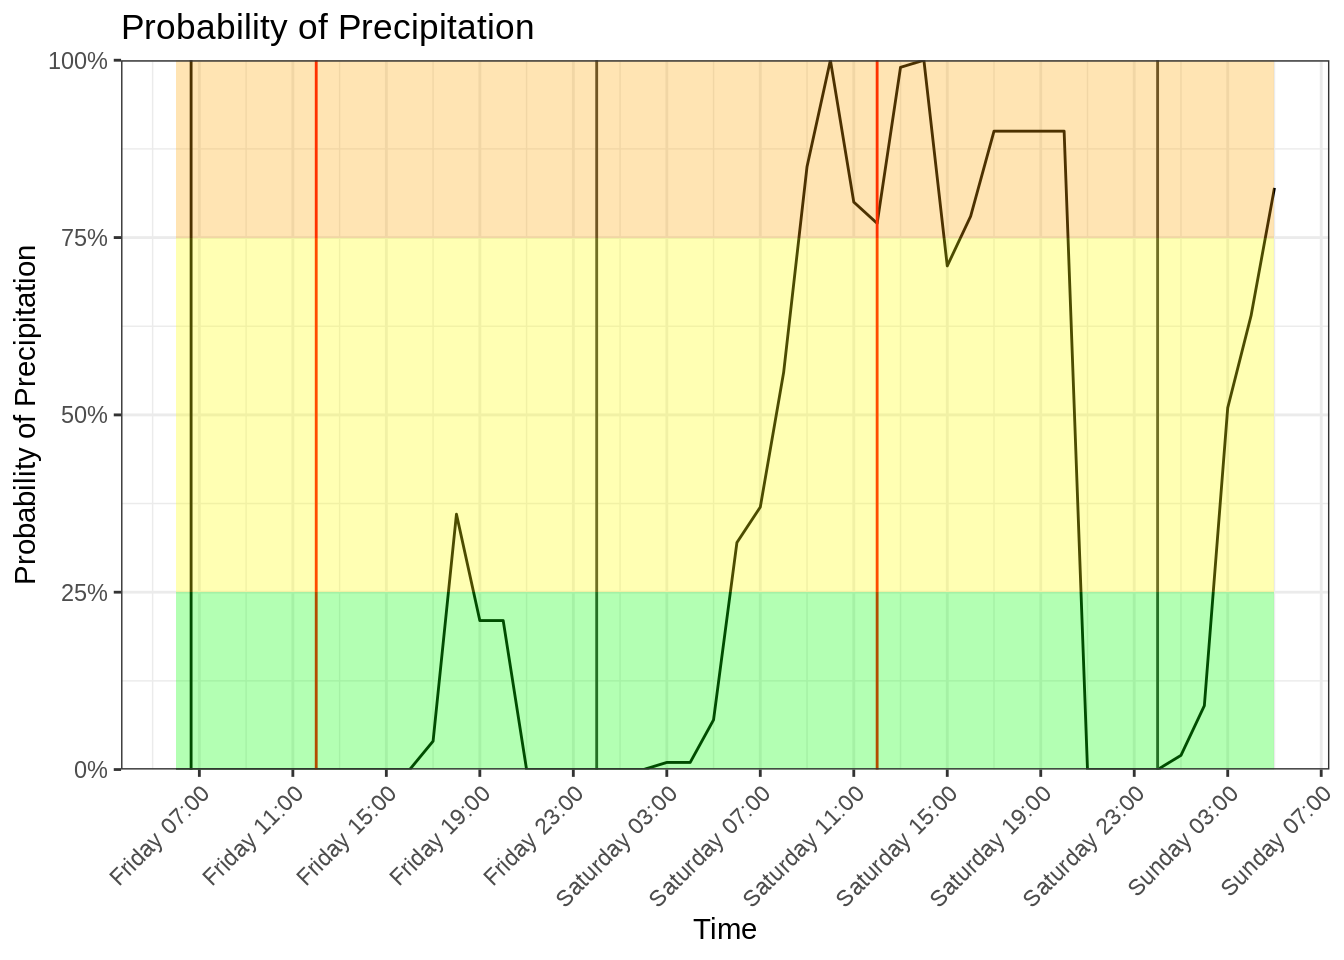 Probability of Precipitation
Probability of Precipitation
100%
75%
50%
25%
0%
Friday 07:00
Friday 11:00
Friday 15:00
Friday 19:00
Friday 23:00
Saturday 03:00
Saturday 07:00
Saturday 11:00
Saturday 15:00
Saturday 19:00
Saturday 23:00
Sunday 03:00
Sunday 07:00
Time